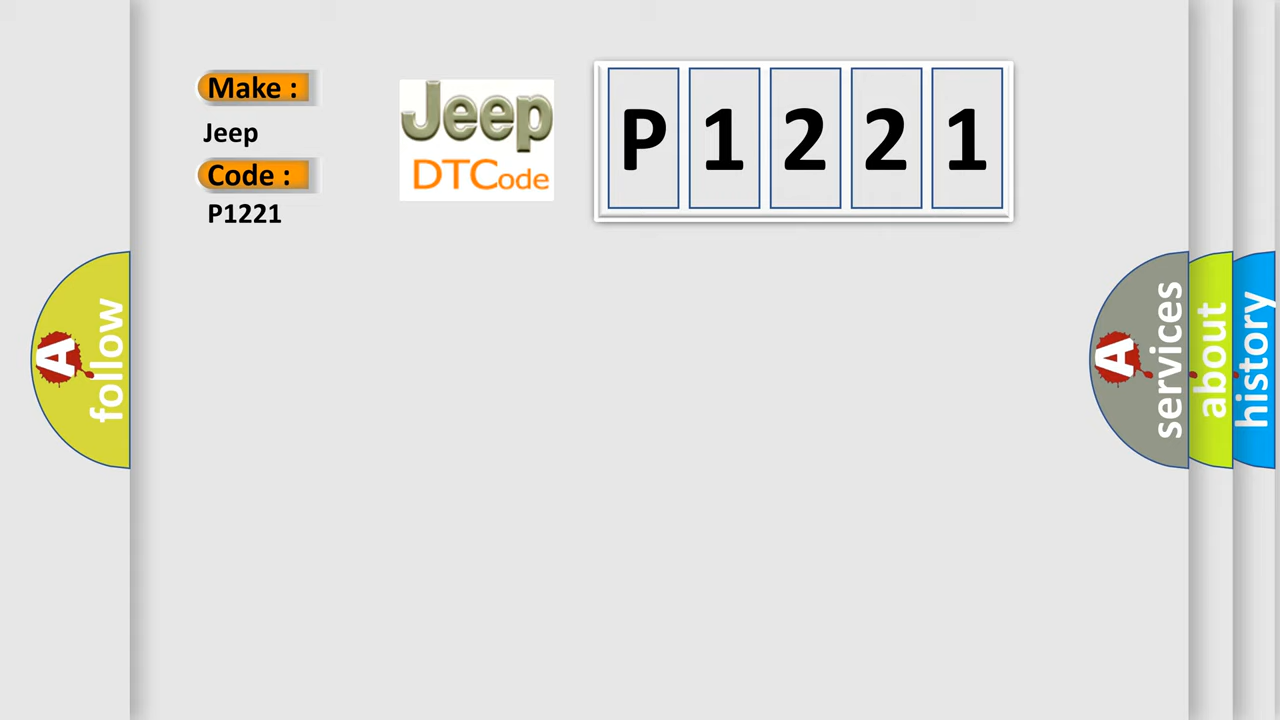 Make :
Jeep
Code :
P1221
Jeep
DTCode
P 1 2 2 1
A follow
A services
about
history